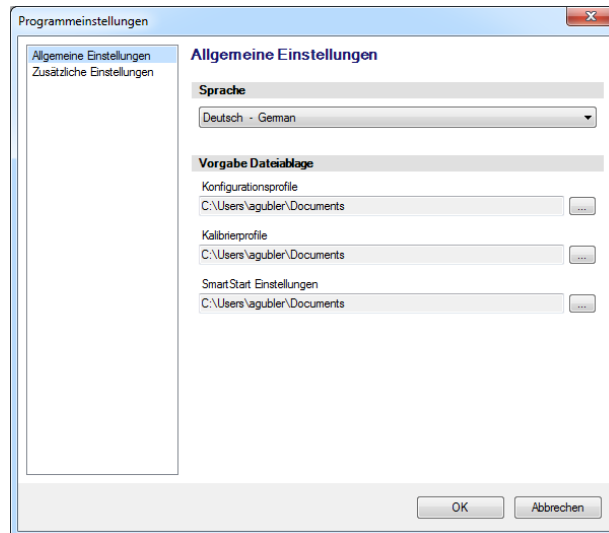 Programmeinstellungen
Allgemeine Einstellungen
Zusätzliche Einstellungen
Allgemeine Einstellungen
Sprache
Deutsch - German
Vorgabe Dateiablage
Konfigurationsprofile
C:\Users\agubler\Documents
...
Kalibrierprofile
C:\Users\agubler\Documents
...
SmartStart Einstellungen
C:\Users\agubler\Documents
...
OK
Abbrechen